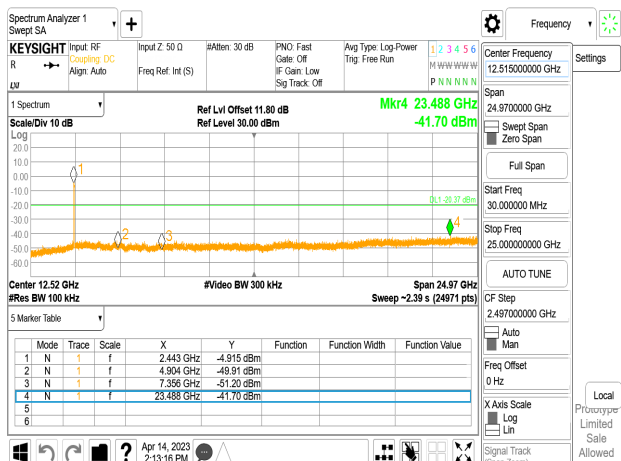 Spectrum Analyzer 1
Swept SA
+
Frequency
KEYSIGHT
R
Input: RF
Coupling: DC
Align: Auto
Input Z: 50 Ω
Freq Ref: Int (S)
#Atten: 30 dB
PNO: Fast
Gate: Off
IF Gain: Low
Sig Track: Off
Avg Type: Log-Power
Trig: Free Run
1 2 3 4 5 6
M W W W W W
P N N N N N
1 Spectrum
Scale/Div 10 dB
Ref Lvl Offset 11.80 dB
Ref Level 30.00 dBm
Mkr4 23.488 GHz
-41.70 dBm
Log
20.0
10.0
0.00
-10.0
-20.0
-30.0
-40.0
-50.0
-60.0
1
2
3
4
DL1 -20.37 dBm
Center 12.52 GHz
#Video BW 300 kHz
Span 24.97 GHz
#Res BW 100 kHz
Sweep ~2.39 s (24971 pts)
5 Marker Table
Mode Trace Scale X Y Function Function Width Function Value
1 N 1 f 2.443 GHz -4.915 dBm
2 N 1 f 4.904 GHz -49.91 dBm
3 N 1 f 7.356 GHz -51.20 dBm
4 N 1 f 23.488 GHz -41.70 dBm
5
6
?
Apr 14, 2023
2:13:16 PM
Center Frequency
12.515000000 GHz
Settings
Span
24.9700000 GHz
Swept Span
Zero Span
Full Span
Start Freq
30.000000 MHz
Stop Freq
25.000000000 GHz
AUTO TUNE
CF Step
2.497000000 GHz
Auto
Man
Freq Offset
0 Hz
X Axis Scale
Log
Lin
Local
Prototype
Limited
Sale
Allowed
Signal Track